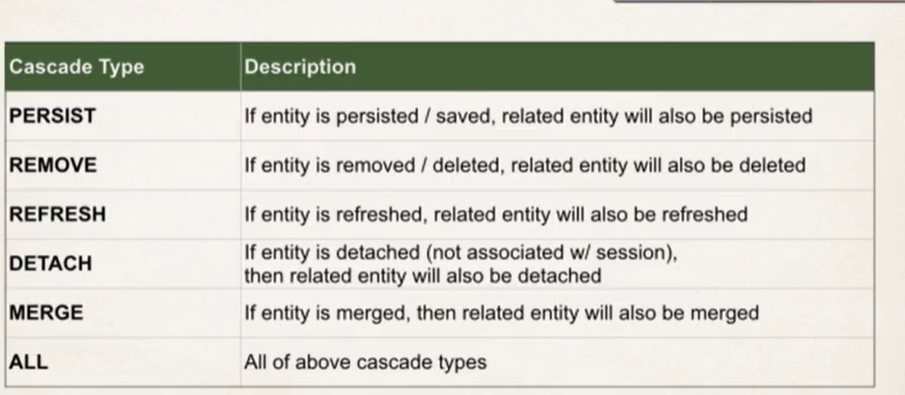 Cascade Type Description
PERSIST If entity is persisted / saved, related entity will also be persisted
REMOVE If entity is removed / deleted, related entity will also be deleted
REFRESH If entity is refreshed, related entity will also be refreshed
DETACH If entity is detached (not associated w/ session),
then related entity will also be detached
MERGE If entity is merged, then related entity will also be merged
ALL All of above cascade types